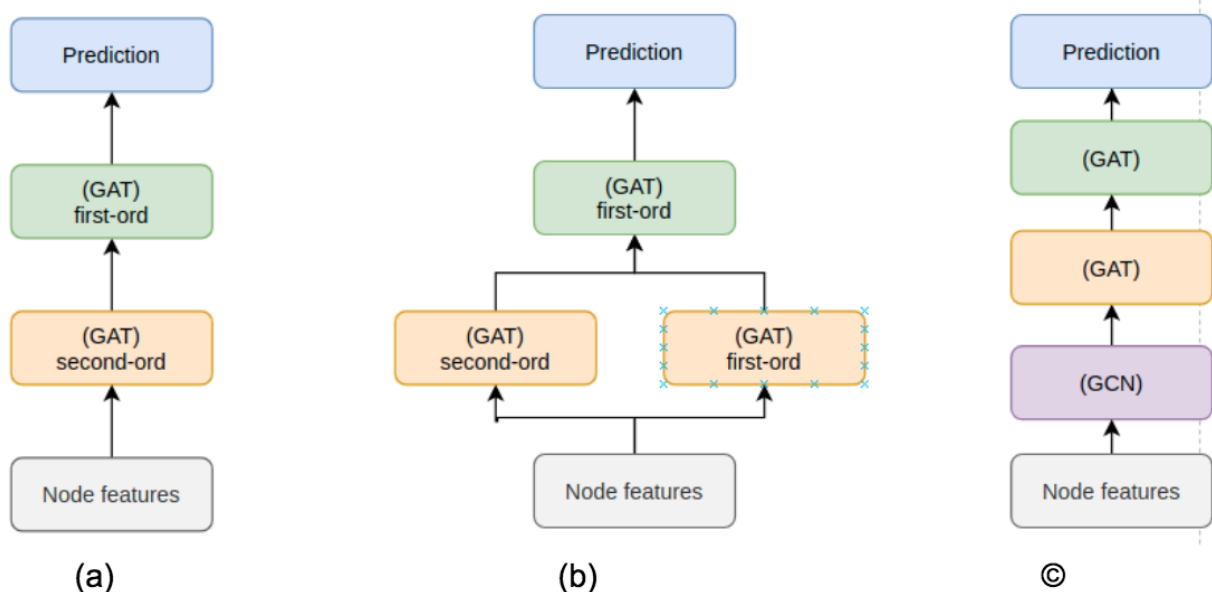 Prediction
(GAT)
first-ord
(GAT)
second-ord
Node features
(a)
Prediction
(GAT)
first-ord
(GAT)
second-ord
(GAT)
first-ord
Node features
(b)
Prediction
(GAT)
(GAT)
(GCN)
Node features
©